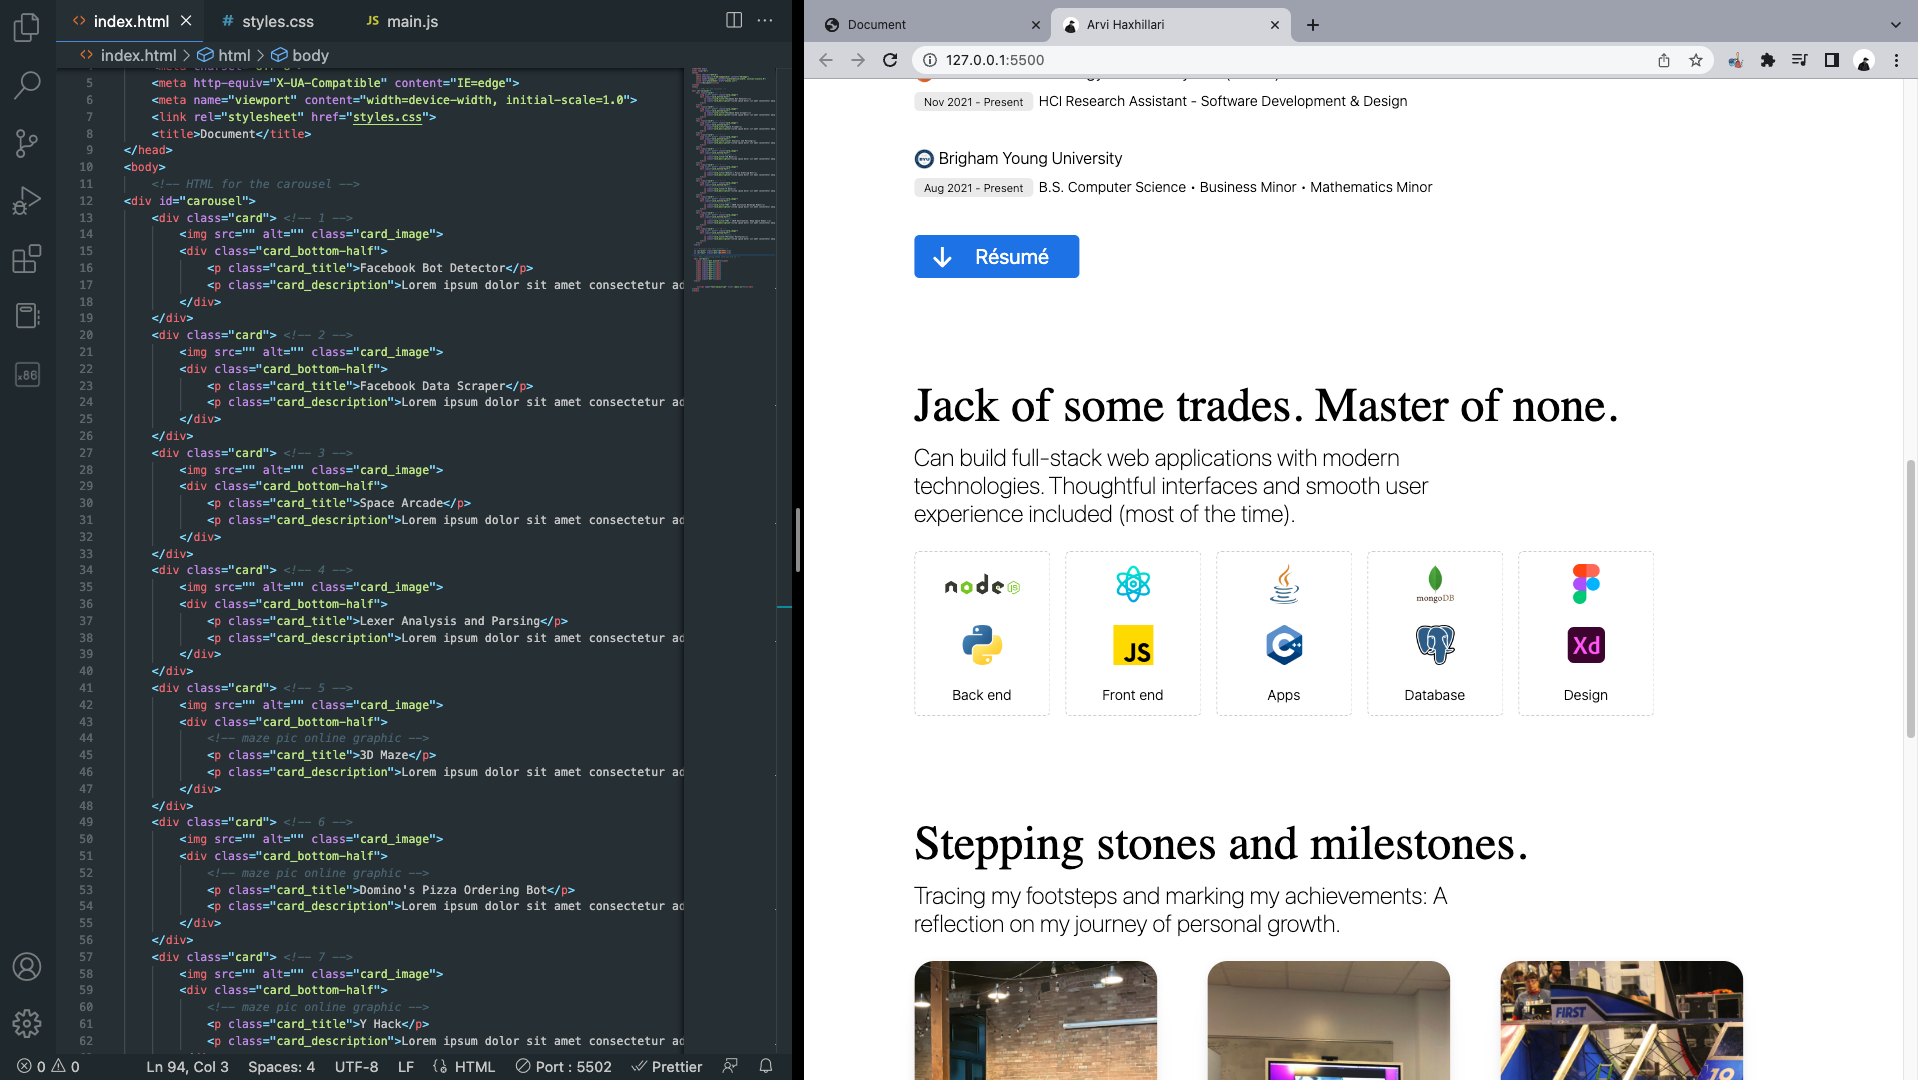 index.html
styles.css
JS main.js
index.html > html > body
5 <meta http-equiv="X-UA-Compatible" content="IE=edge">
6 <meta name="viewport" content="width=device-width, initial-scale=1.0">
7 <link rel="stylesheet" href="styles.css">
8 <title>Document</title>
9 </head>
10 <body>
11 <!-- HTML for the carousel -->
12 <div id="carousel">
13 <div class="card"> <!-- 1 -->
14 <img src="" alt="" class="card_image">
15 <div class="card_bottom-half">
16 <p class="card_title">Facebook Bot Detector</p>
17 <p class="card_description">Lorem ipsum dolor sit amet consectetur ad
18 </div>
19 </div>
20 <div class="card"> <!-- 2 -->
21 <img src="" alt="" class="card_image">
22 <div class="card_bottom-half">
23 <p class="card_title">Facebook Data Scraper</p>
24 <p class="card_description">Lorem ipsum dolor sit amet consectetur ad
25 </div>
26 </div>
27 <div class="card"> <!-- 3 -->
28 <img src="" alt="" class="card_image">
29 <div class="card_bottom-half">
30 <p class="card_title">Space Arcade</p>
31 <p class="card_description">Lorem ipsum dolor sit amet consectetur ad
32 </div>
33 </div>
34 <div class="card"> <!-- 4 -->
35 <img src="" alt="" class="card_image">
36 <div class="card_bottom-half">
37 <p class="card_title">Lexer Analysis and Parsing</p>
38 <p class="card_description">Lorem ipsum dolor sit amet consectetur ad
39 </div>
40 </div>
41 <div class="card"> <!-- 5 -->
42 <img src="" alt="" class="card_image">
43 <div class="card_bottom-half">
44 <!-- maze pic online graphic -->
45 <p class="card_title">3D Maze</p>
46 <p class="card_description">Lorem ipsum dolor sit amet consectetur ad
47 </div>
48 </div>
49 <div class="card"> <!-- 6 -->
50 <img src="" alt="" class="card_image">
51 <div class="card_bottom-half">
52 <!-- maze pic online graphic -->
53 <p class="card_title">Domino's Pizza Ordering Bot</p>
54 <p class="card_description">Lorem ipsum dolor sit amet consectetur ad
55 </div>
56 </div>
57 <div class="card"> <!-- 7 -->
58 <img src="" alt="" class="card_image">
59 <div class="card_bottom-half">
60 <!-- maze pic online graphic -->
61 <p class="card_title">Y Hack</p>
62 <p class="card_description">Lorem ipsum dolor sit amet consectetur ad
x86
0 0 Ln 94, Col 3 Spaces: 4 UTF-8 LF HTML Port : 5502 Prettier
Document
Arvi Haxhillari
127.0.0.1:5500
Nov 2021 - Present HCI Research Assistant - Software Development & Design
BYU Brigham Young University
Aug 2021 - Present B.S. Computer Science • Business Minor • Mathematics Minor
Résumé
Jack of some trades. Master of none.
Can build full-stack web applications with modern
technologies. Thoughtful interfaces and smooth user
experience included (most of the time).
node JS
mongoDB
JS
C++
Xd
Back end
Front end
Apps
Database
Design
Stepping stones and milestones.
Tracing my footsteps and marking my achievements: A
reflection on my journey of personal growth.
FIRST